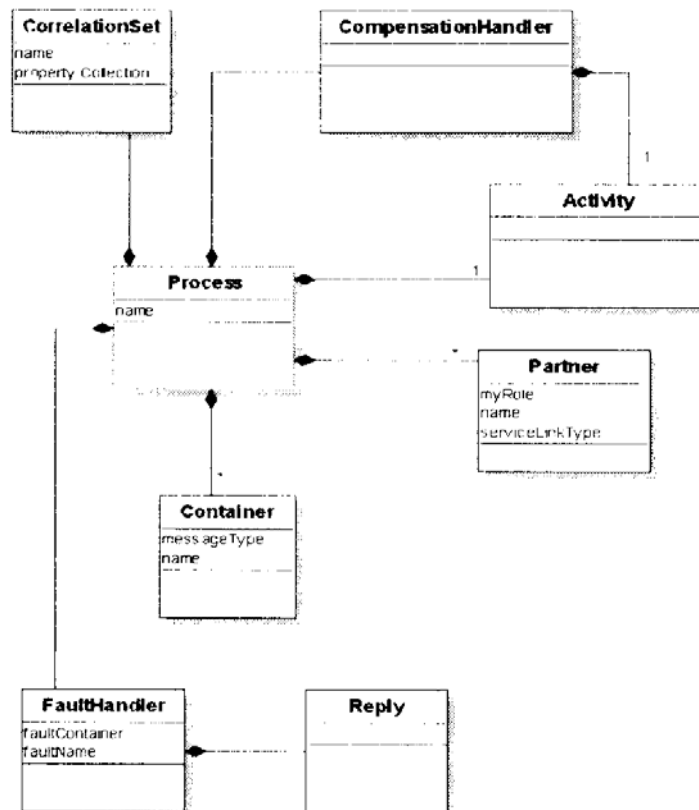 CorrelationSet
name
property Collection
CompensationHandler
1
Activity
Process
name
1
*
Partner
myRole
name
serviceLinkType
*
Container
messageType
name
FaultHandler
faultContainer
faultName
Reply